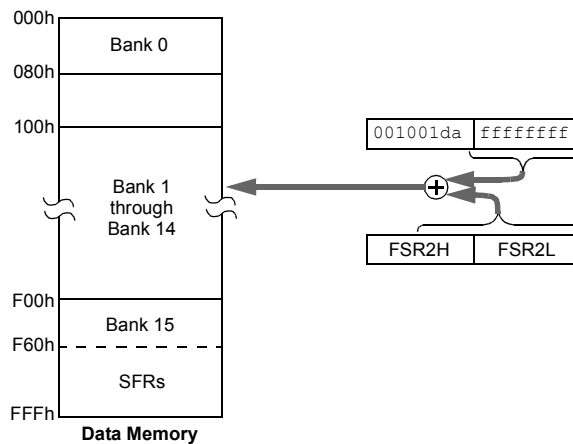 000h
Bank 0
080h
100h
001001da ffffffff
Bank 1
through
Bank 14
FSR2H FSR2L
F00h
Bank 15
F60h
SFRs
FFFh
Data Memory